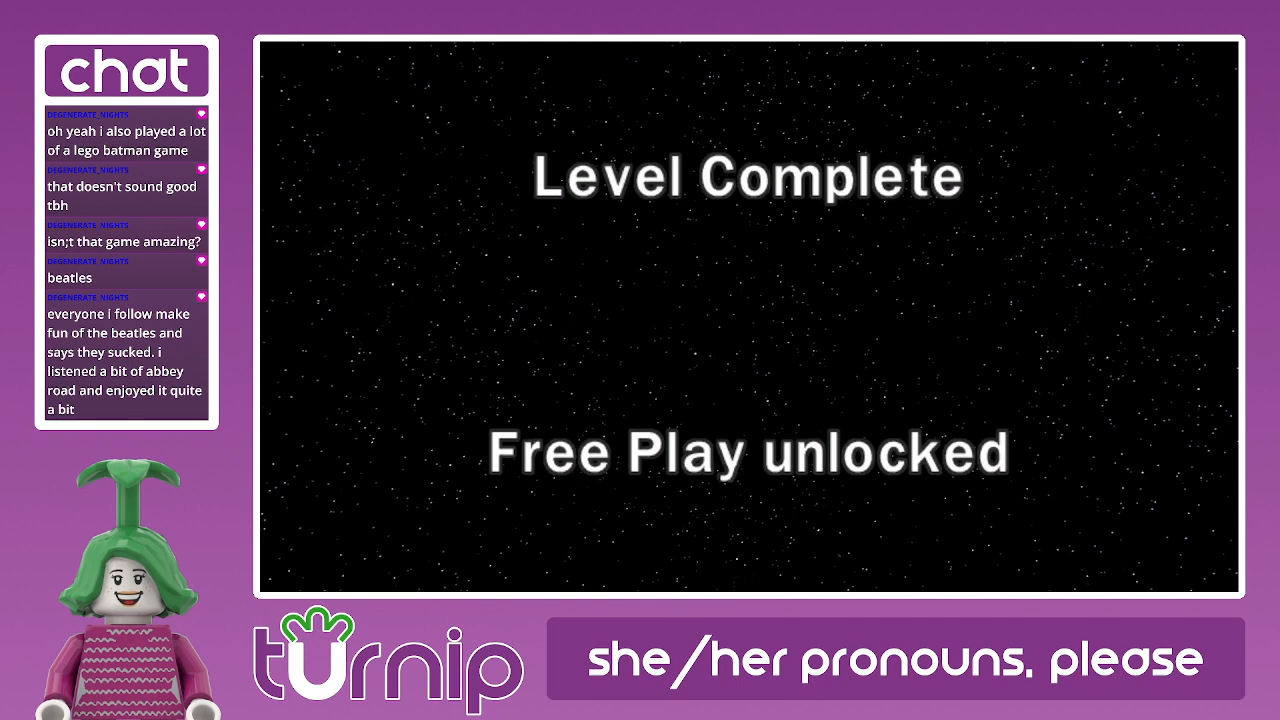 chat
DEGENERATE_NIGHTS
oh yeah i also played a lot
of a lego batman game
DEGENERATE_NIGHTS
that doesn't sound good
tbh
DEGENERATE_NIGHTS
isn;t that game amazing?
DEGENERATE_NIGHTS
beatles
DEGENERATE_NIGHTS
everyone i follow make
fun of the beatles and
says they sucked. i
listened a bit of abbey
road and enjoyed it quite
a bit
Level Complete
Free Play unlocked
turnip
she/her pronouns, please